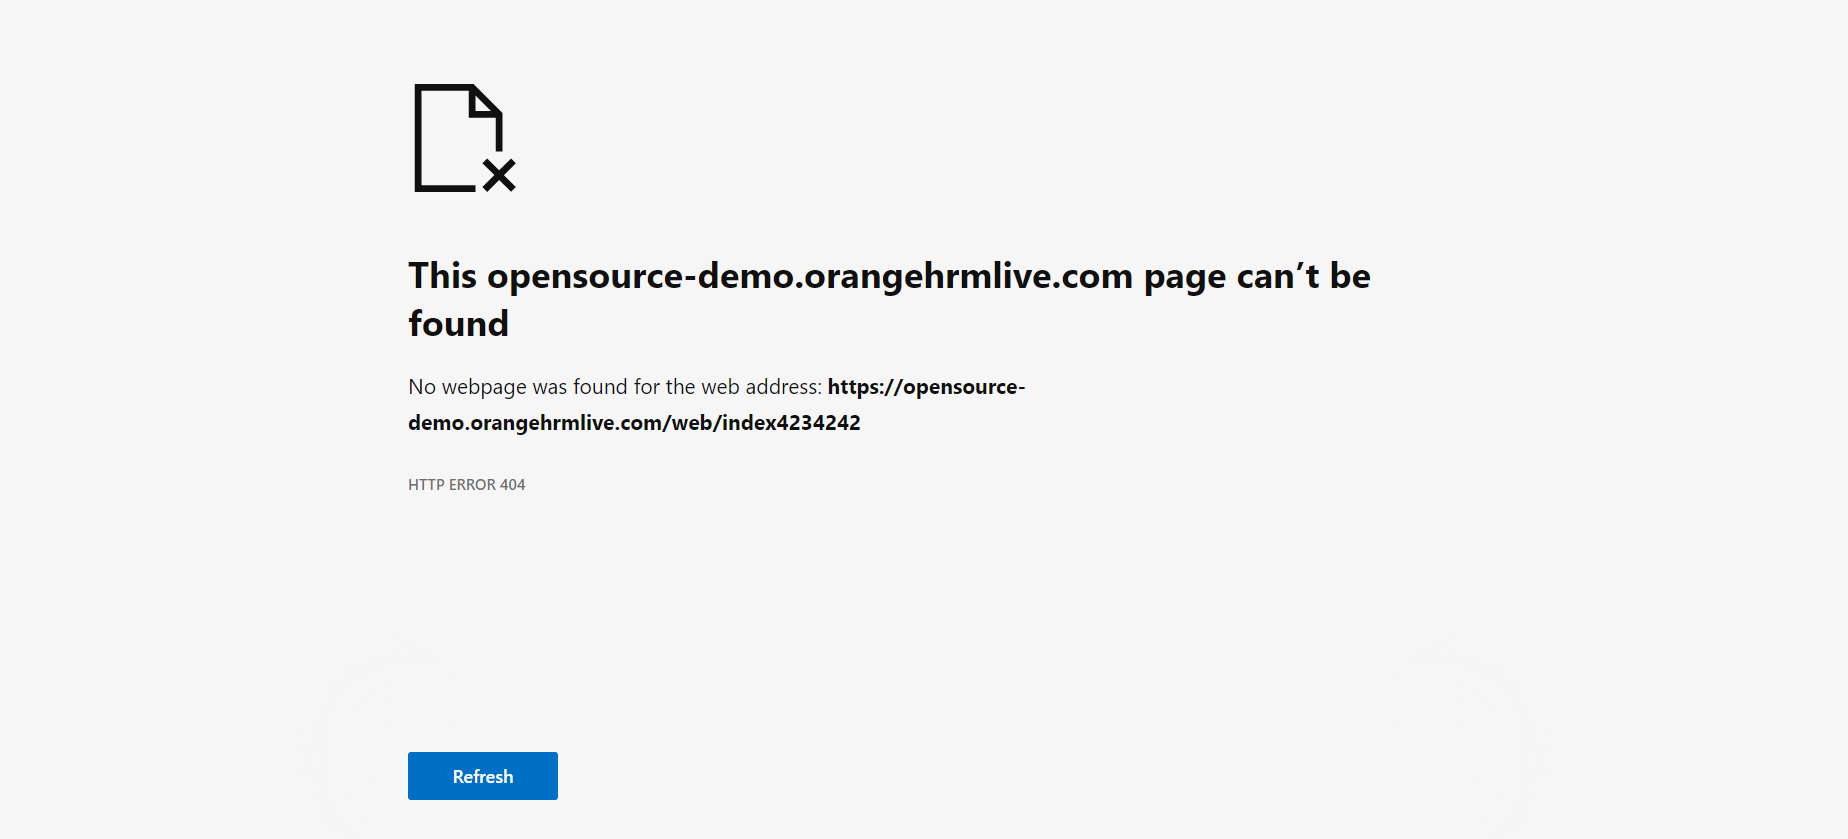 This opensource-demo.orangehrmlive.com page can’t be
found
No webpage was found for the web address: https://opensource-
demo.orangehrmlive.com/web/index4234242
HTTP ERROR 404
Refresh